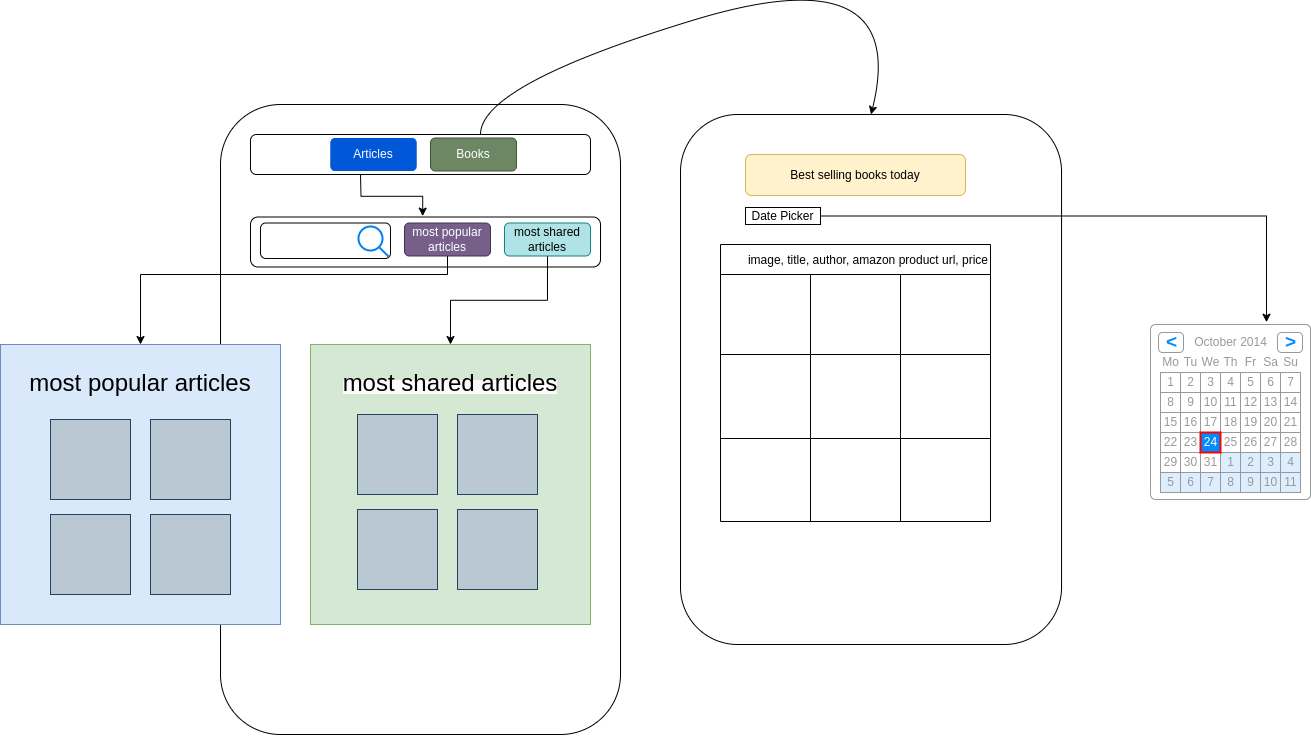 Articles
Books
most popular
articles
most shared
articles
most popular articles
most shared articles
Best selling books today
Date Picker
image, title, author, amazon product url, price
< October 2014 >
Mo Tu We Th Fr Sa Su
1 2 3 4 5 6 7
8 9 10 11 12 13 14
15 16 17 18 19 20 21
22 23 24 25 26 27 28
29 30 31 1 2 3 4
5 6 7 8 9 10 11